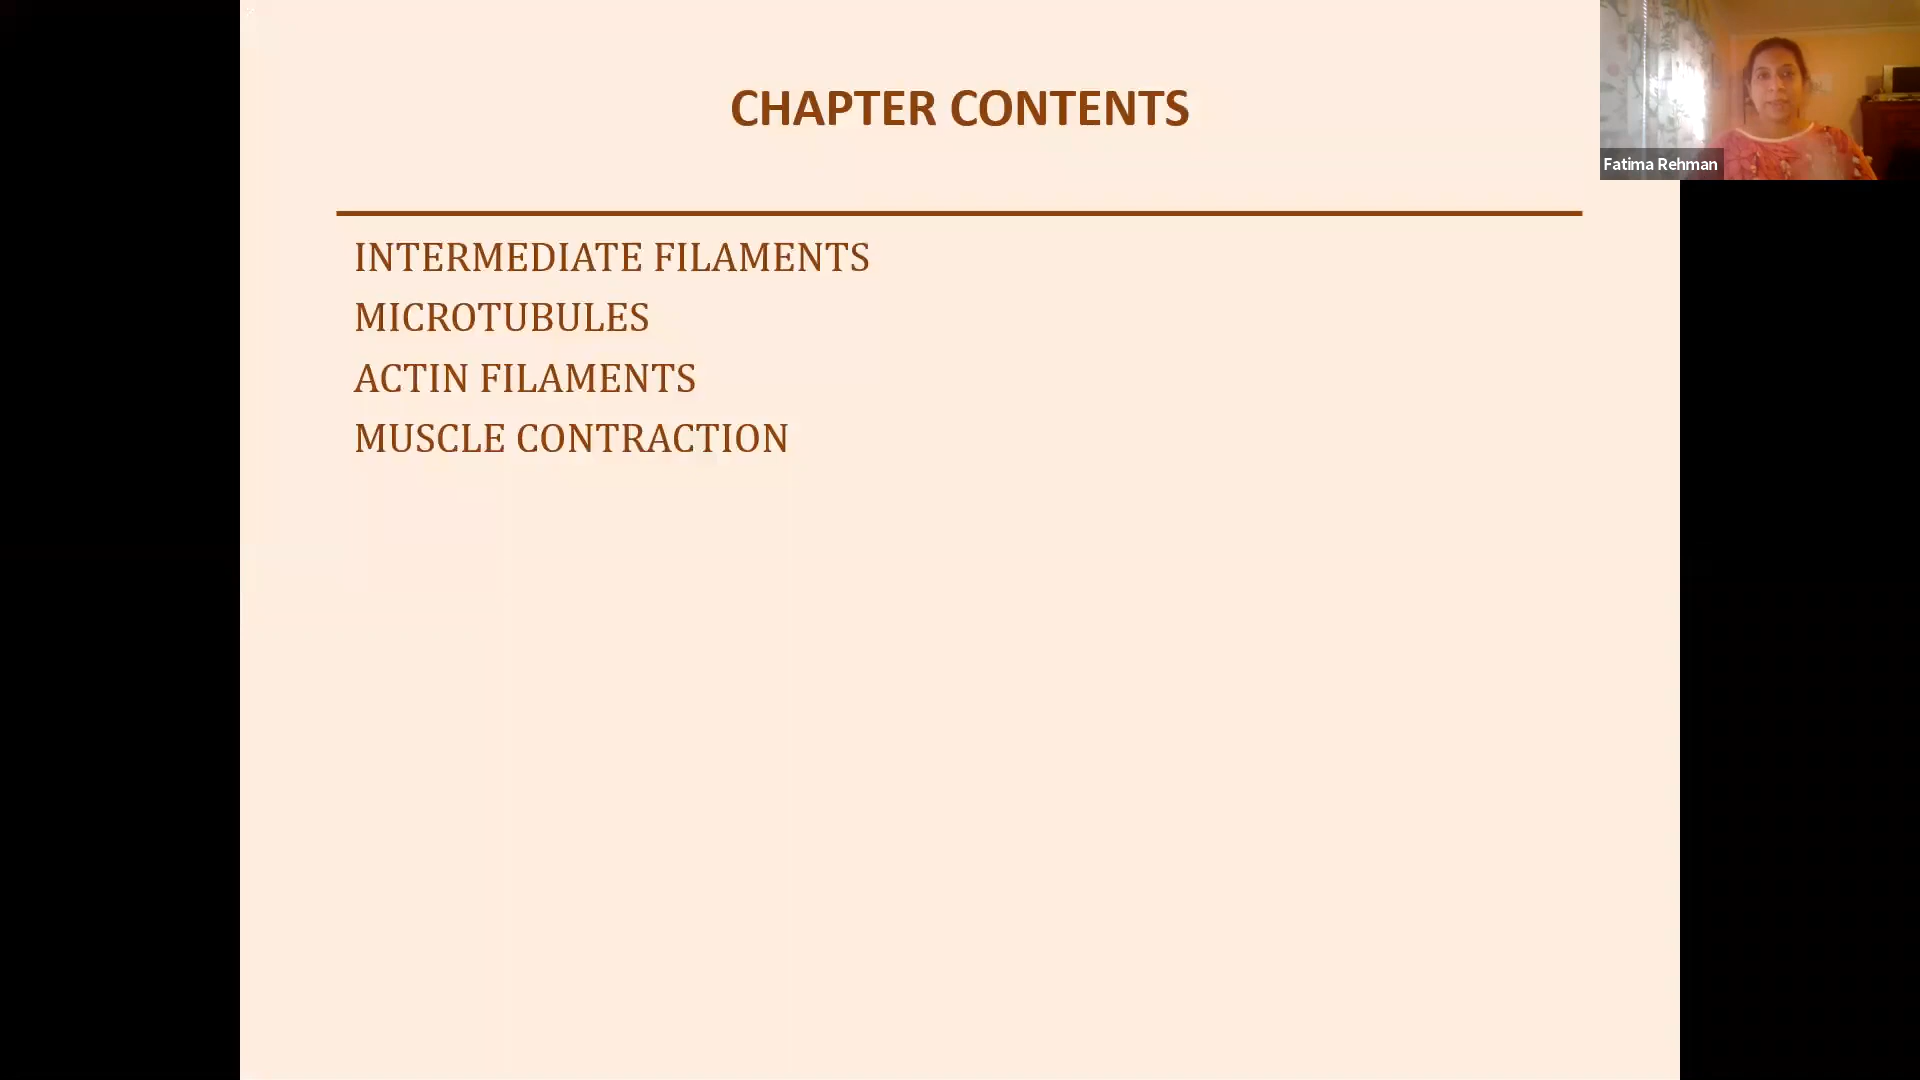 CHAPTER CONTENTS
Fatima Rehman
INTERMEDIATE FILAMENTS
MICROTUBULES
ACTIN FILAMENTS
MUSCLE CONTRACTION